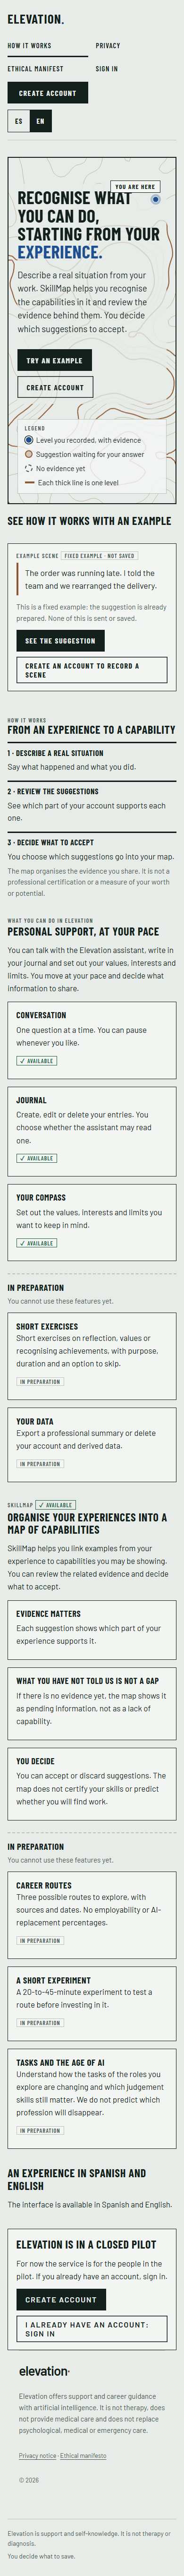 ELEVATION.
HOW IT WORKS
PRIVACY
ETHICAL MANIFEST
SIGN IN
CREATE ACCOUNT
ES
EN
YOU ARE HERE
RECOGNISE WHAT
YOU CAN DO,
STARTING FROM YOUR
EXPERIENCE.
Describe a real situation from your
work. SkillMap helps you recognise
the capabilities in it and review the
evidence behind them. You decide
which suggestions to accept.
TRY AN EXAMPLE
CREATE ACCOUNT
LEGEND
Level you recorded, with evidence
Suggestion waiting for your answer
No evidence yet
Each thicker line is one level
SEE HOW IT WORKS WITH AN EXAMPLE
EXAMPLE SCENE
FIXED EXAMPLE · NOT SAVED
The order was running late. I told the
team and we rearranged the delivery.
This is a fixed example: the suggestion is already
prepared. None of this is sent or saved.
SEE THE SUGGESTION
CREATE AN ACCOUNT TO RECORD A
SCENE
HOW IT WORKS
FROM AN EXPERIENCE TO A CAPABILITY
1 · DESCRIBE A REAL SITUATION
Say what happened and what you did.
2 · REVIEW THE SUGGESTIONS
See which part of your account supports each
one.
3 · DECIDE WHAT TO ACCEPT
You choose which suggestions go into your map.
The map organises the evidence you share. It is not a
professional certification or a measure of your worth
or potential.
WHAT YOU CAN DO IN ELEVATION
PERSONAL SUPPORT, AT YOUR PACE
You can talk with the Elevation assistant, write in
your journal and set out your values, interests and
limits. You move at your pace and decide what
information to share.
CONVERSATION
One question at a time. You can pause
whenever you like.
✓ AVAILABLE
JOURNAL
Create, edit or delete your entries. You
choose whether the assistant may read
one.
✓ AVAILABLE
YOUR COMPASS
Set out the values, interests and limits you
want to keep in mind.
✓ AVAILABLE
IN PREPARATION
You cannot use these features yet.
SHORT EXERCISES
Short exercises on reflection, values or
recognising achievements, with purpose,
duration and an option to skip.
IN PREPARATION
YOUR DATA
Export a professional summary or delete
your account and derived data.
IN PREPARATION
SKILLMAP
✓ AVAILABLE
ORGANISE YOUR EXPERIENCES INTO A
MAP OF CAPABILITIES
SkillMap helps you link examples from your
experience to capabilities you may be showing.
You can review the related evidence and decide
what to accept.
EVIDENCE MATTERS
Each suggestion shows which part of your
experience supports it.
WHAT YOU HAVE NOT TOLD US IS NOT A GAP
If there is no evidence yet, the map shows it
as pending information, not as a lack of
capability.
YOU DECIDE
You can accept or discard suggestions. The
map does not certify your skills or predict
whether you will find work.
IN PREPARATION
You cannot use these features yet.
CAREER ROUTES
Three possible routes to explore, with
sources and dates. No employability or AI-
replacement percentages.
IN PREPARATION
A SHORT EXPERIMENT
A 20-to-45-minute experiment to test a
route before investing in it.
IN PREPARATION
TASKS AND THE AGE OF AI
Understand how the tasks of the roles you
explore are changing and which judgement
skills still matter. We do not predict which
profession will disappear.
IN PREPARATION
AN EXPERIENCE IN SPANISH AND
ENGLISH
The interface is available in Spanish and English.
ELEVATION IS IN A CLOSED PILOT
For now the service is for the people in the
pilot. If you already have an account, sign in.
CREATE ACCOUNT
I ALREADY HAVE AN ACCOUNT:
SIGN IN
elevation·
Elevation offers support and career guidance
with artificial intelligence. It is not therapy, does
not provide medical care and does not replace
psychological, medical or emergency care.
Privacy notice · Ethical manifesto
© 2026
Elevation is support and self-knowledge. It is not therapy or
diagnosis.
You decide what to save.